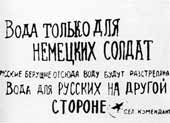 Вода только для
немецких солдат
Русские берущие отсюда воду будут расстреляны
Вода для русских на другой
стороне
Сел. комендант